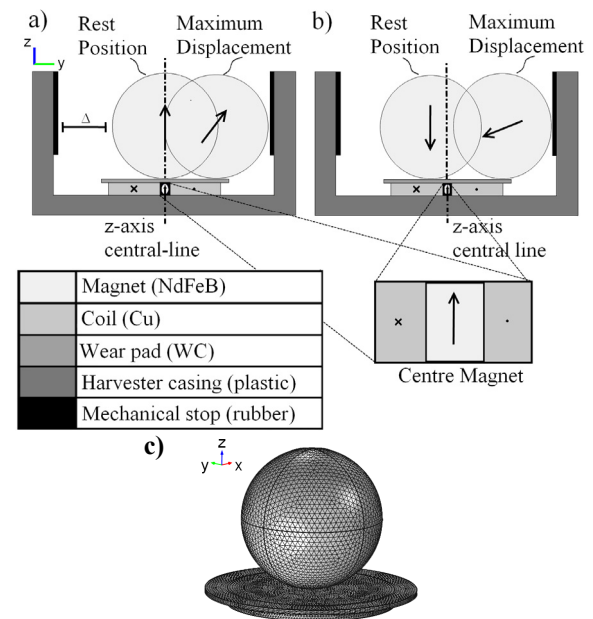 a)
Rest Position
Maximum Displacement
b)
Rest Position
Maximum Displacement
z
y
Δ
×
·
×
·
z-axis central-line
z-axis central line
Magnet (NdFeB)
Coil (Cu)
Wear pad (WC)
Harvester casing (plastic)
Mechanical stop (rubber)
×
·
Centre Magnet
c)
z
y
x